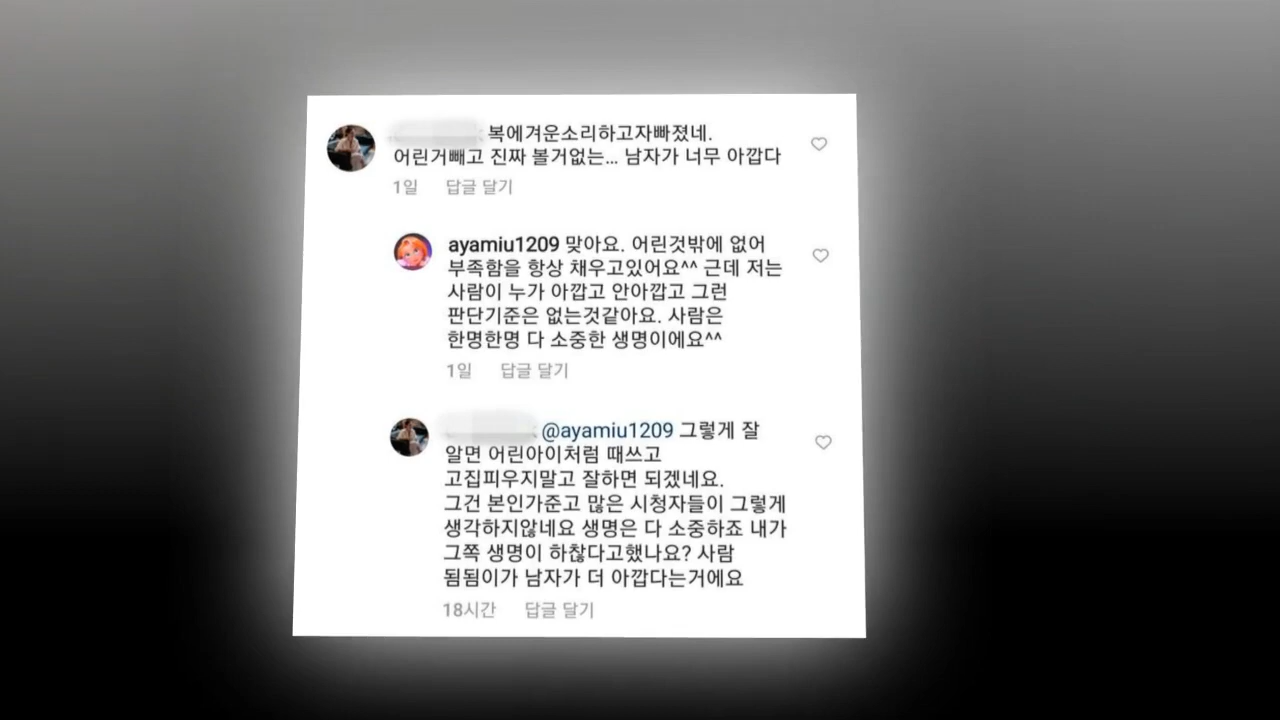 복에겨운소리하고자빠졌네.
어린거빼고 진짜 볼거없는... 남자가 너무 아깝다
1일 답글 달기
ayamiu1209 맞아요. 어린것밖에 없어
부족함을 항상 채우고있어요^^ 근데 저는
사람이 누가 아깝고 안아깝고 그런
판단기준은 없는것같아요. 사람은
한명한명 다 소중한 생명이에요^^
1일 답글 달기
@ayamiu1209 그렇게 잘
알면 어린아이처럼 때쓰고
고집피우지말고 잘하면 되겠네요.
그건 본인가준고 많은 시청자들이 그렇게
생각하지않네요 생명은 다 소중하죠 내가
그쪽 생명이 하찮다고했나요? 사람
됨됨이가 남자가 더 아깝다는거에요
18시간 답글 달기